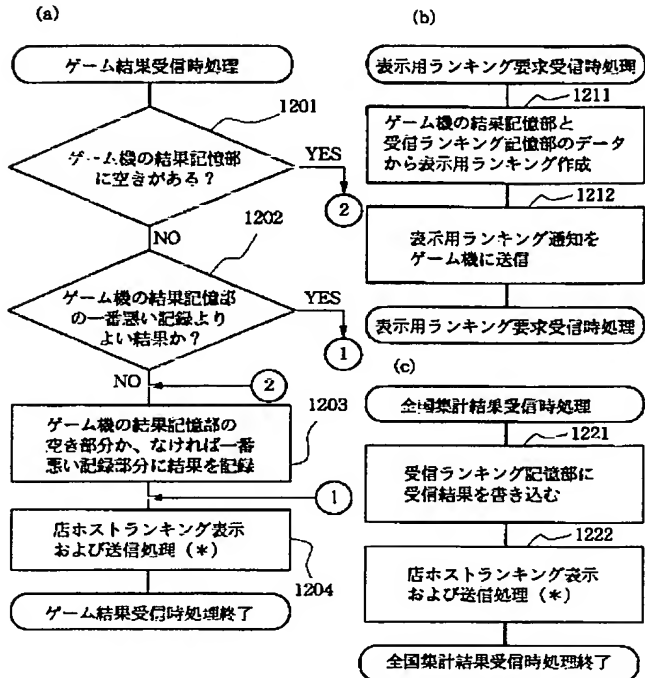 (a)
ゲーム結果受信時処理
1201
ゲーム機の結果記憶部
に空きがある？
YES
2
NO
1202
ゲーム機の結果記憶部
の一番悪い記録より
よい結果か？
YES
1
NO
2
1203
ゲーム機の結果記憶部の
空き部分か、なければ一番
悪い記録部分に結果を記録
1
店ホストランキング表示
および送信処理(*)
1204
ゲーム結果受信時処理終了
(b)
表示用ランキング要求受信時処理
1211
ゲーム機の結果記憶部と
受信ランキング記憶部のデータ
から表示用ランキング作成
1212
表示用ランキング通知を
ゲーム機に送信
表示用ランキング要求受信時処理
(c)
全国集計結果受信時処理
1221
受信ランキング記憶部に
受信結果を書き込む
1222
店ホストランキング表示
および送信処理(*)
全国集計結果受信時処理終了